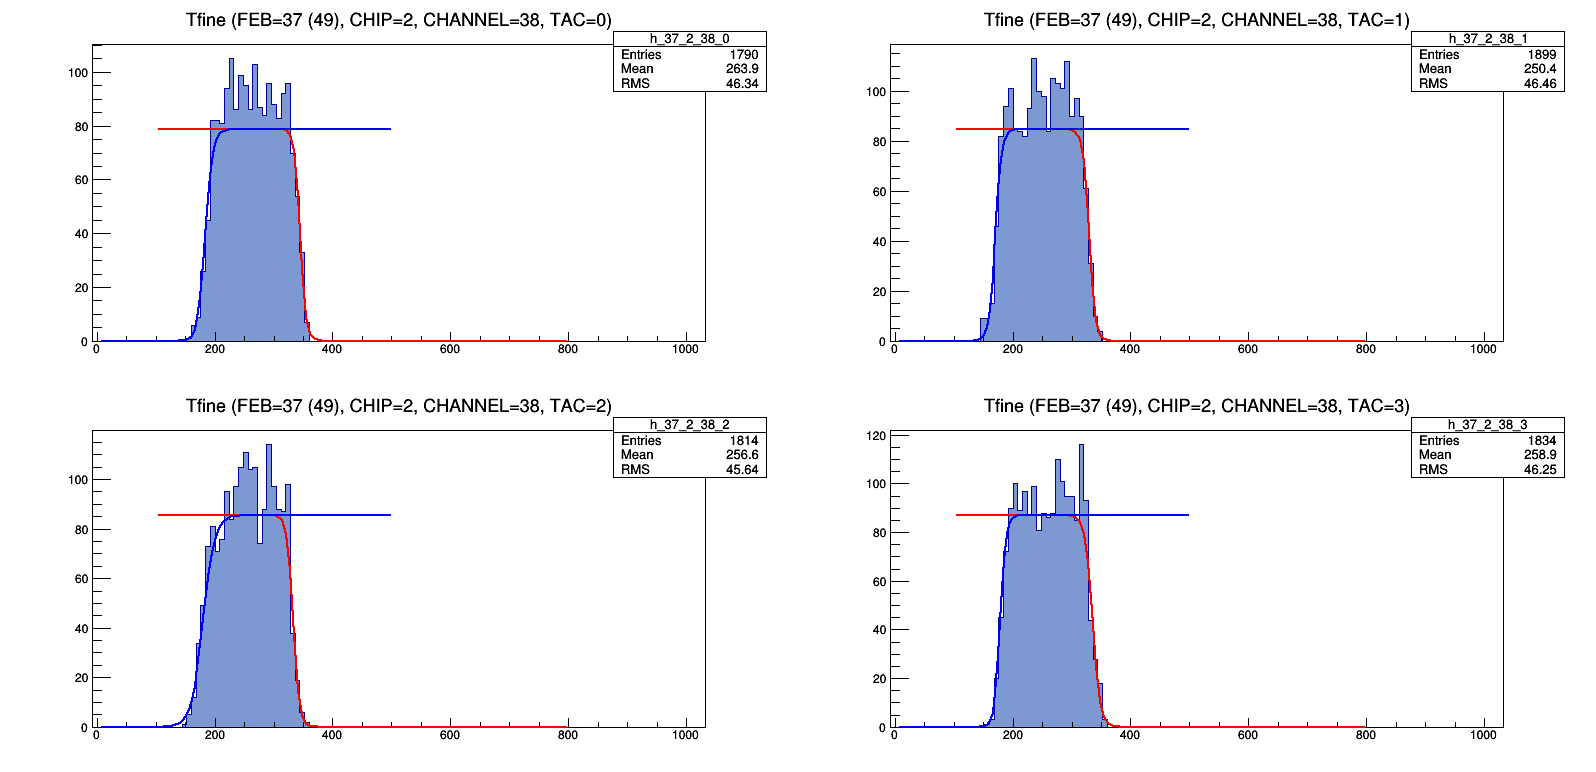 Tfine (FEB=37 (49), CHIP=2, CHANNEL=38, TAC=0)
h_37_2_38_0
Entries 1790
Mean 263.9
RMS 46.34
100
80
60
40
20
0
0 200 400 600 800 1000
Tfine (FEB=37 (49), CHIP=2, CHANNEL=38, TAC=1)
h_37_2_38_1
Entries 1899
Mean 250.4
RMS 46.46
100
80
60
40
20
0
0 200 400 600 800 1000
Tfine (FEB=37 (49), CHIP=2, CHANNEL=38, TAC=2)
h_37_2_38_2
Entries 1814
Mean 256.6
RMS 45.64
100
80
60
40
20
0
0 200 400 600 800 1000
Tfine (FEB=37 (49), CHIP=2, CHANNEL=38, TAC=3)
h_37_2_38_3
Entries 1834
Mean 258.9
RMS 46.25
120
100
80
60
40
20
0
0 200 400 600 800 1000